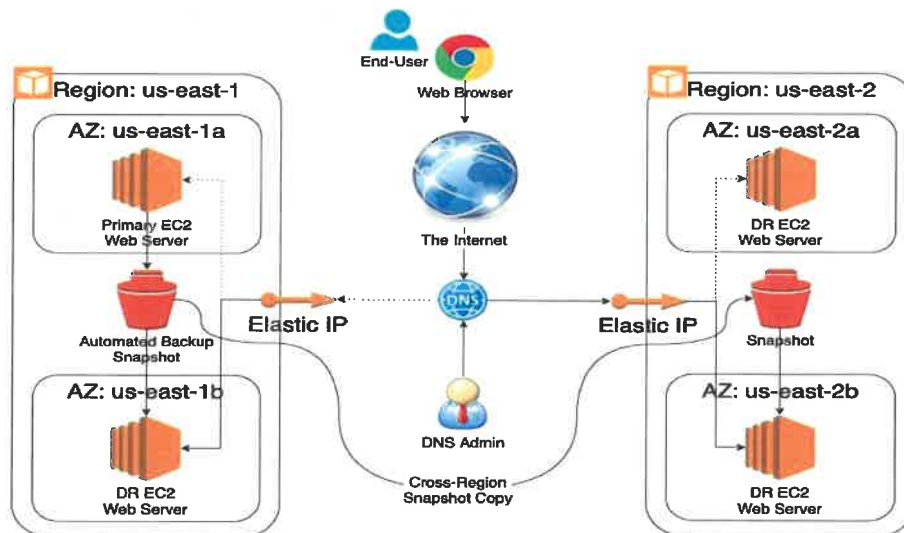 End-User
Web Browser
Region: us-east-1
AZ: us-east-1a
Primary EC2
Web Server
Automated Backup
Snapshot
AZ: us-east-1b
DR EC2
Web Server
Elastic IP
The Internet
DNS
DNS Admin
Cross-Region
Snapshot Copy
Elastic IP
Region: us-east-2
AZ: us-east-2a
DR EC2
Web Server
Snapshot
AZ: us-east-2b
DR EC2
Web Server